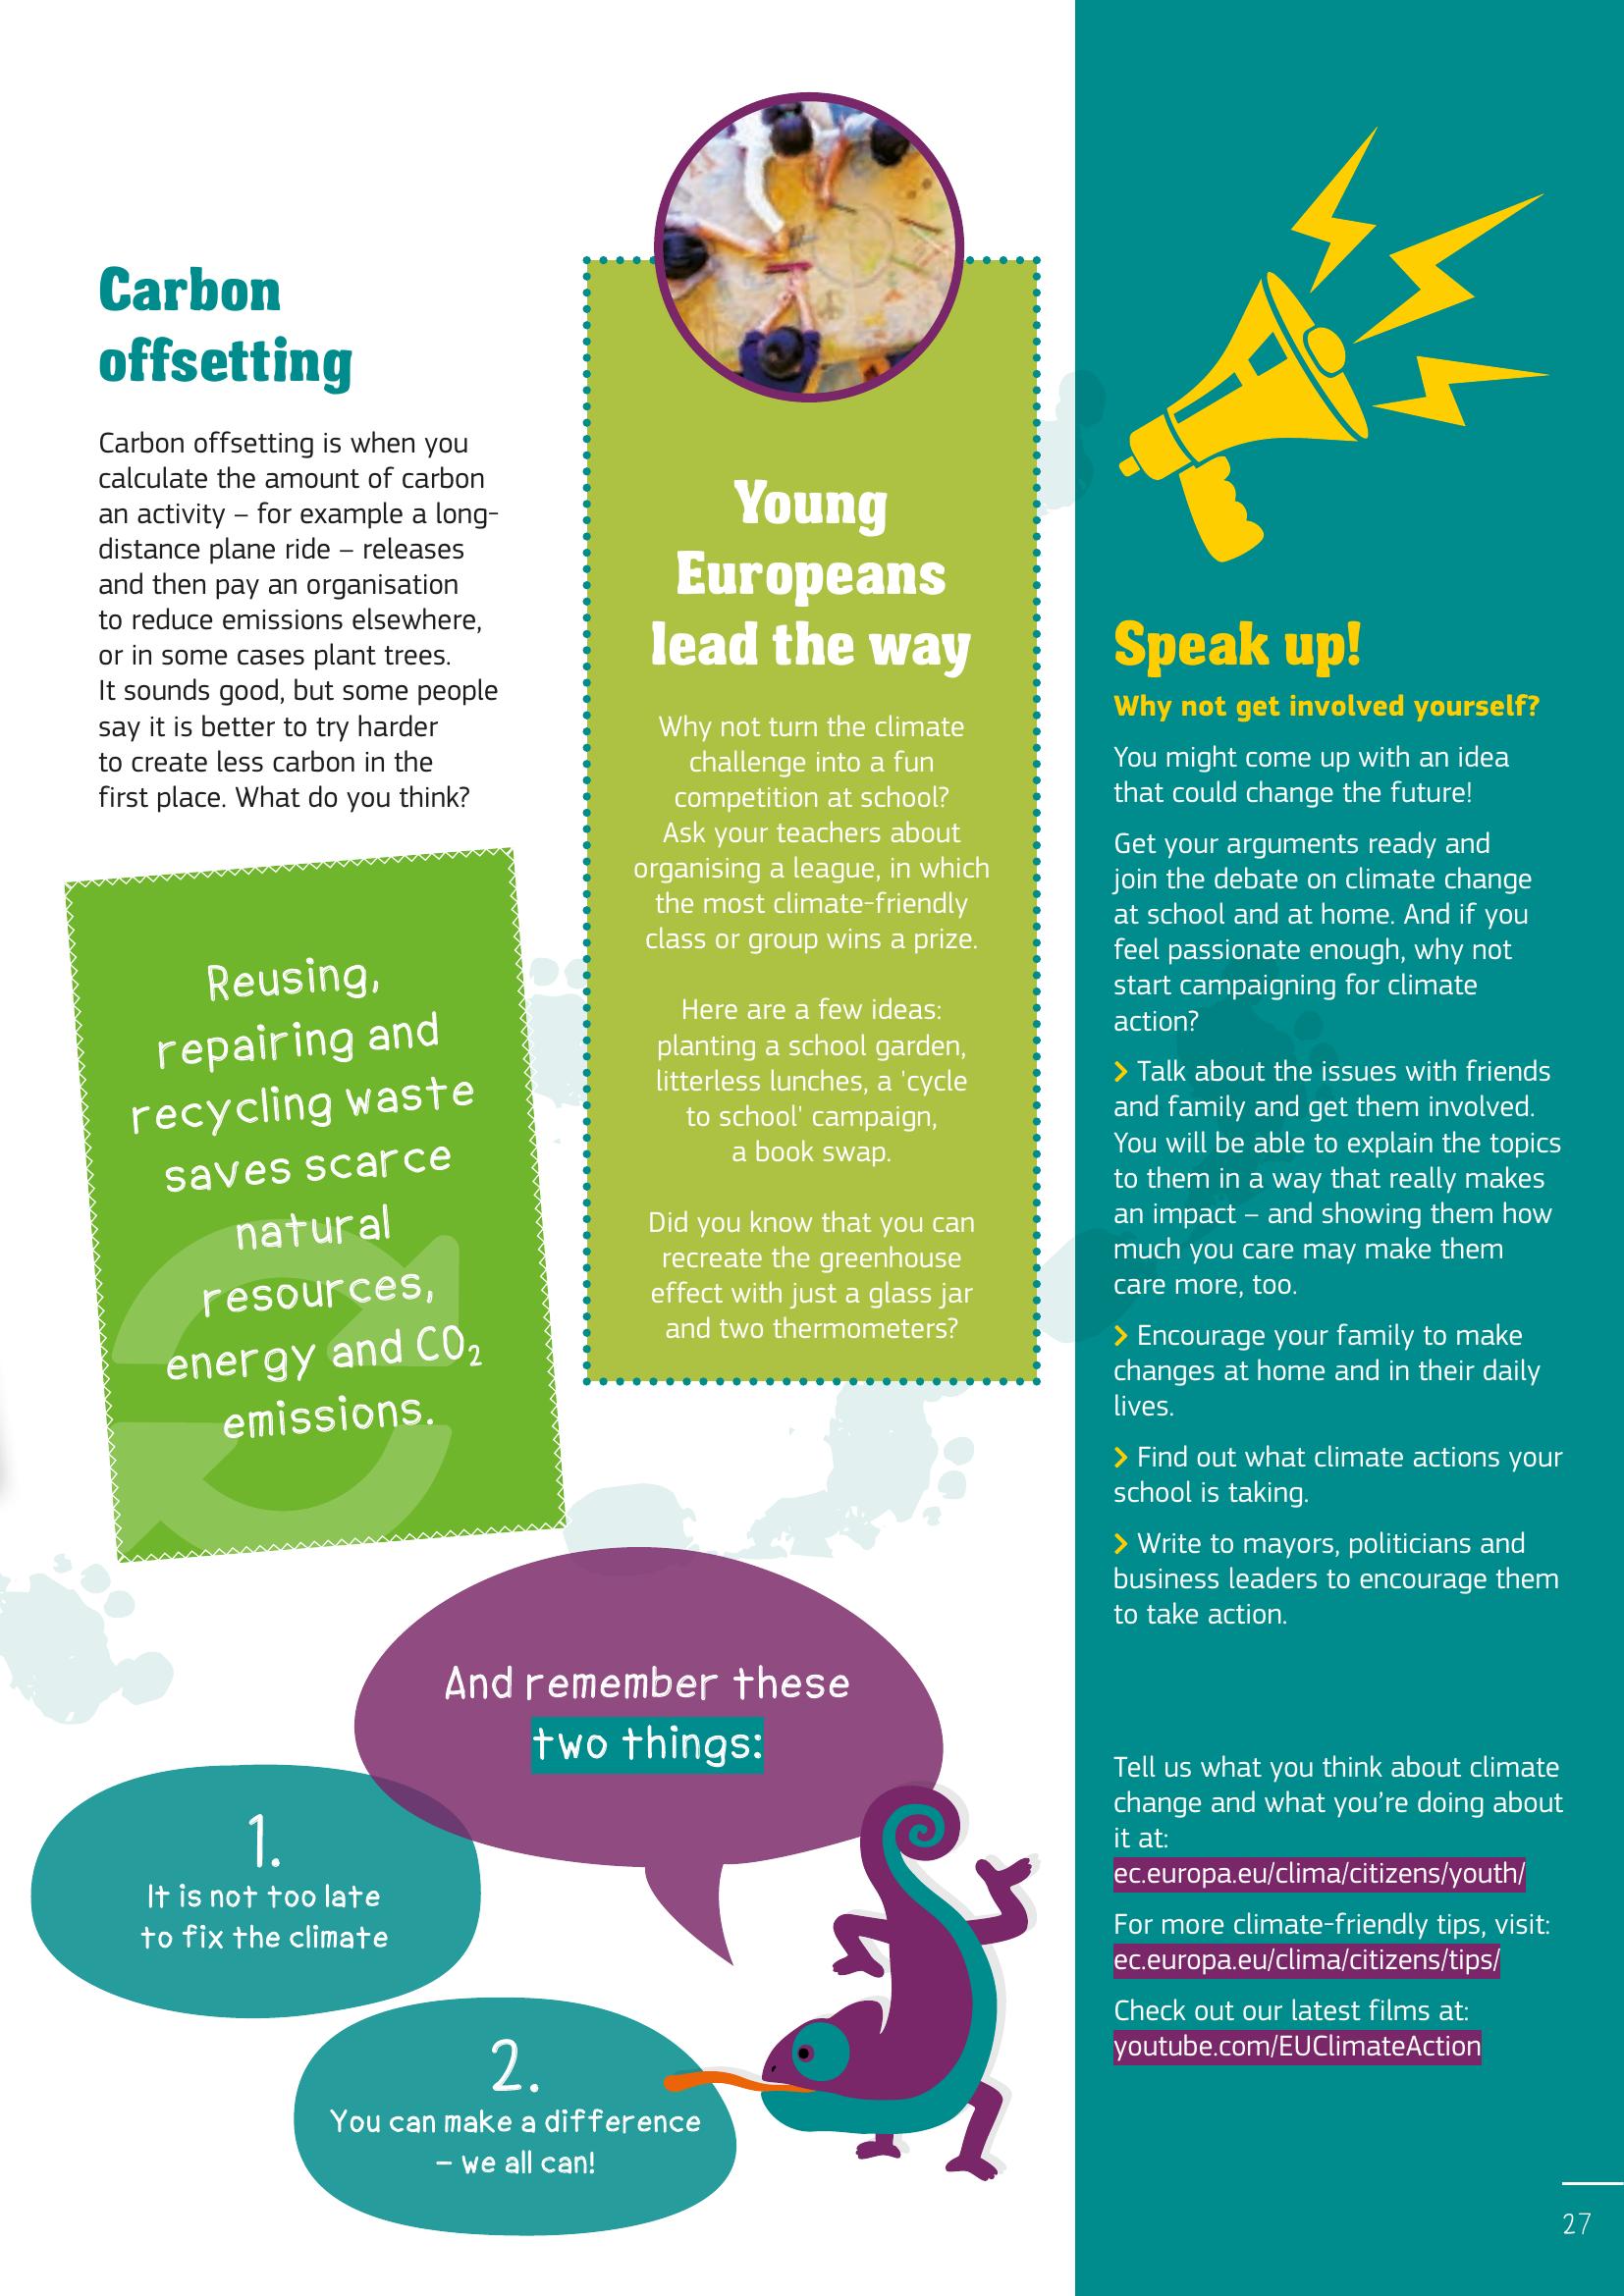 Carbon
offsetting
Carbon offsetting is when you
calculate the amount of carbon
an activity – for example a long-
distance plane ride – releases
and then pay an organisation
to reduce emissions elsewhere,
or in some cases plant trees.
It sounds good, but some people
say it is better to try harder
to create less carbon in the
first place. What do you think?
Reusing,
repairing and
recycling waste
saves scarce
natural
resources,
energy and CO₂
emissions.
Young
Europeans
lead the way
Why not turn the climate
challenge into a fun
competition at school?
Ask your teachers about
organising a league, in which
the most climate-friendly
class or group wins a prize.
Here are a few ideas:
planting a school garden,
litterless lunches, a 'cycle
to school' campaign,
a book swap.
Did you know that you can
recreate the greenhouse
effect with just a glass jar
and two thermometers?
And remember these
two things:
1.
It is not too late
to fix the climate
2.
You can make a difference
– we all can!
Speak up!
Why not get involved yourself?
You might come up with an idea
that could change the future!
Get your arguments ready and
join the debate on climate change
at school and at home. And if you
feel passionate enough, why not
start campaigning for climate
action?
> Talk about the issues with friends
and family and get them involved.
You will be able to explain the topics
to them in a way that really makes
an impact – and showing them how
much you care may make them
care more, too.
> Encourage your family to make
changes at home and in their daily
lives.
> Find out what climate actions your
school is taking.
> Write to mayors, politicians and
business leaders to encourage them
to take action.
Tell us what you think about climate
change and what you’re doing about
it at:
ec.europa.eu/clima/citizens/youth/
For more climate-friendly tips, visit:
ec.europa.eu/clima/citizens/tips/
Check out our latest films at:
youtube.com/EUClimateAction
27